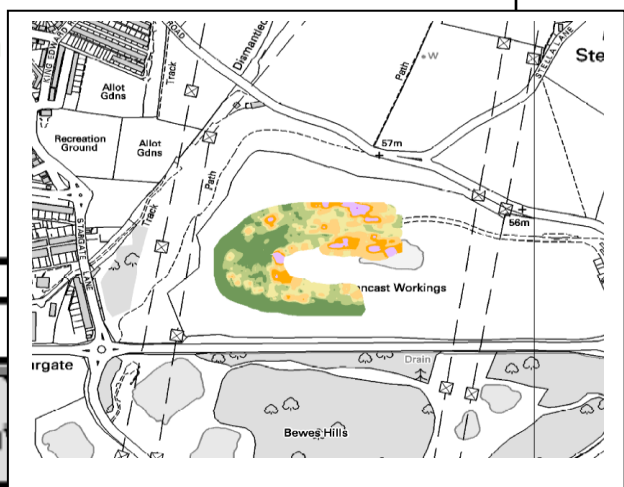 KING EDWARD R
ROAD
Dismantled
Track
Allot
Gdns
Path
W
STELLA LANE
Ste
57m
Recreation
Ground
Allot
Gdns
Path
Track
STARGATE LANE
56m
ncast Workings
argate
Drain
Bewes Hills